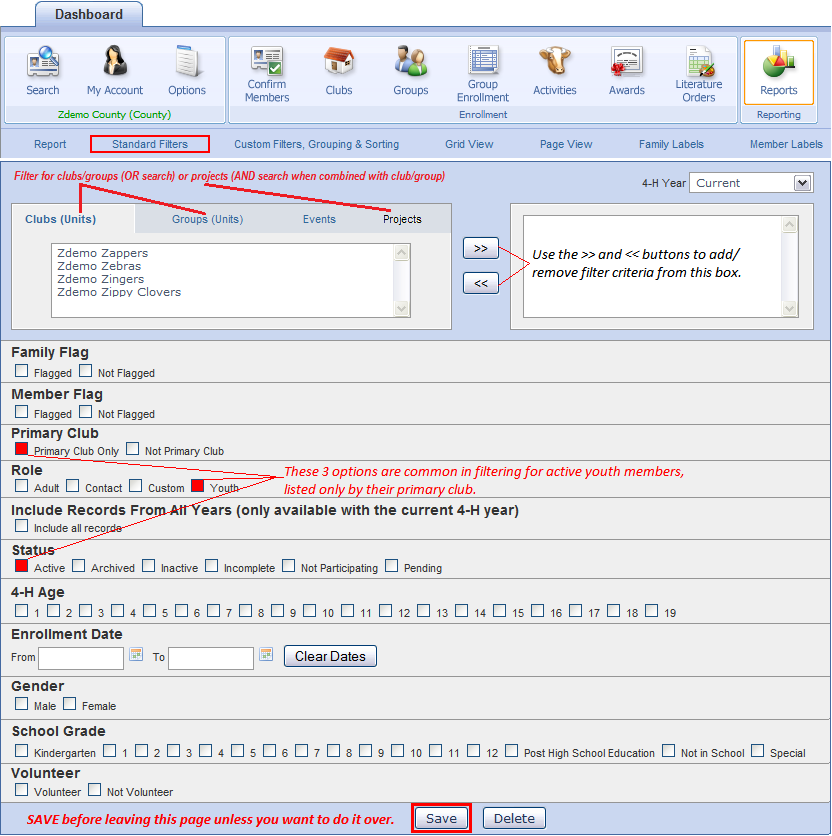 Dashboard
Search
My Account
Options
Confirm Members
Clubs
Groups
Group Enrollment
Activities
Awards
Literature Orders
Reports
Zdemo County (County)
Enrollment
Reporting
Report
Standard Filters
Custom Filters, Grouping & Sorting
Grid View
Page View
Family Labels
Member Labels
Filter for clubs/groups (OR search) or projects (AND search when combined with club/group)
4-H Year Current
Clubs (Units)
Groups (Units)
Events
Projects
Zdemo Zappers
Zdemo Zebras
Zdemo Zingers
Zdemo Zippy Clovers
>>
<<
Use the >> and << buttons to add/
remove filter criteria from this box.
Family Flag
Flagged Not Flagged
Member Flag
Flagged Not Flagged
Primary Club
Primary Club Only Not Primary Club
Role
Adult Contact Custom Youth
These 3 options are common in filtering for active youth members,
listed only by their primary club.
Include Records From All Years (only available with the current 4-H year)
Include all records
Status
Active Archived Inactive Incomplete Not Participating Pending
4-H Age
1 2 3 4 5 6 7 8 9 10 11 12 13 14 15 16 17 18 19
Enrollment Date
From To Clear Dates
Gender
Male Female
School Grade
Kindergarten 1 2 3 4 5 6 7 8 9 10 11 12 Post High School Education Not in School Special
Volunteer
Volunteer Not Volunteer
SAVE before leaving this page unless you want to do it over.
Save
Delete